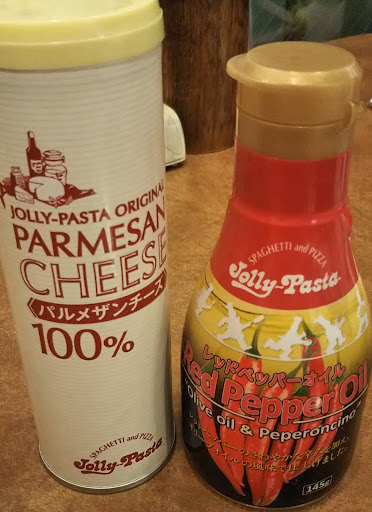 JOLLY-PASTA ORIGINAL
PARMESAN
CHEESE
パルメザンチーズ
100%
SPAGHETTI and PIZZA
Jolly-Pasta
SPAGHETTI and PIZZA
Jolly-Pasta
レッドペッパーオイル
Red Pepper Oil
Olive oil & Peperoncino
145g